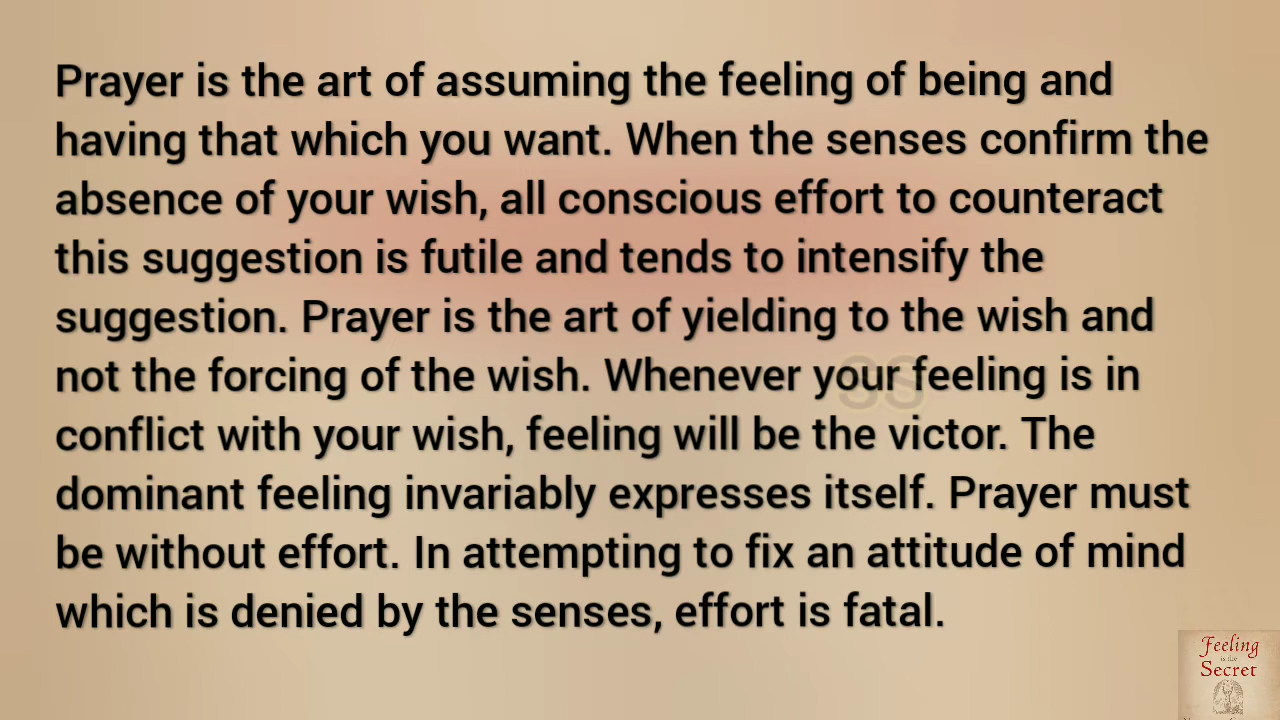 Prayer is the art of assuming the feeling of being and
having that which you want. When the senses confirm the
absence of your wish, all conscious effort to counteract
this suggestion is futile and tends to intensify the
suggestion. Prayer is the art of yielding to the wish and
not the forcing of the wish. Whenever your feeling is in
conflict with your wish, feeling will be the victor. The
dominant feeling invariably expresses itself. Prayer must
be without effort. In attempting to fix an attitude of mind
which is denied by the senses, effort is fatal.
SS
Feeling
is the
Secret